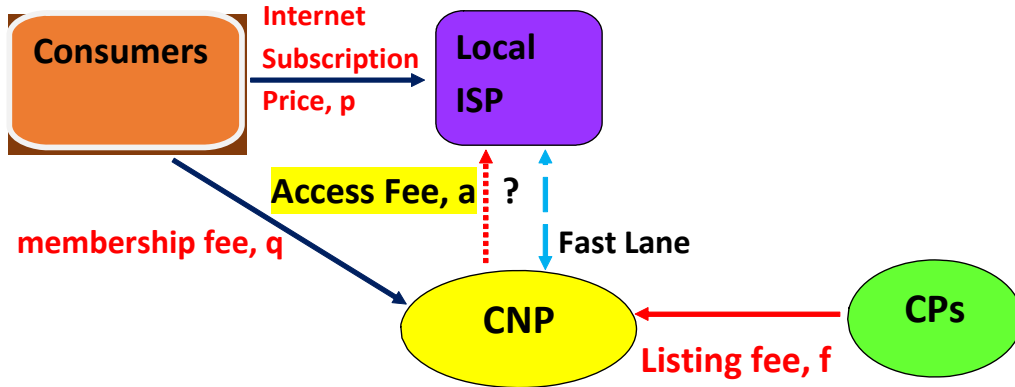 Consumers
Internet
Subscription
Price, p
Local
ISP
Access Fee, a
?
membership fee, q
Fast Lane
CNP
CPs
Listing fee, f